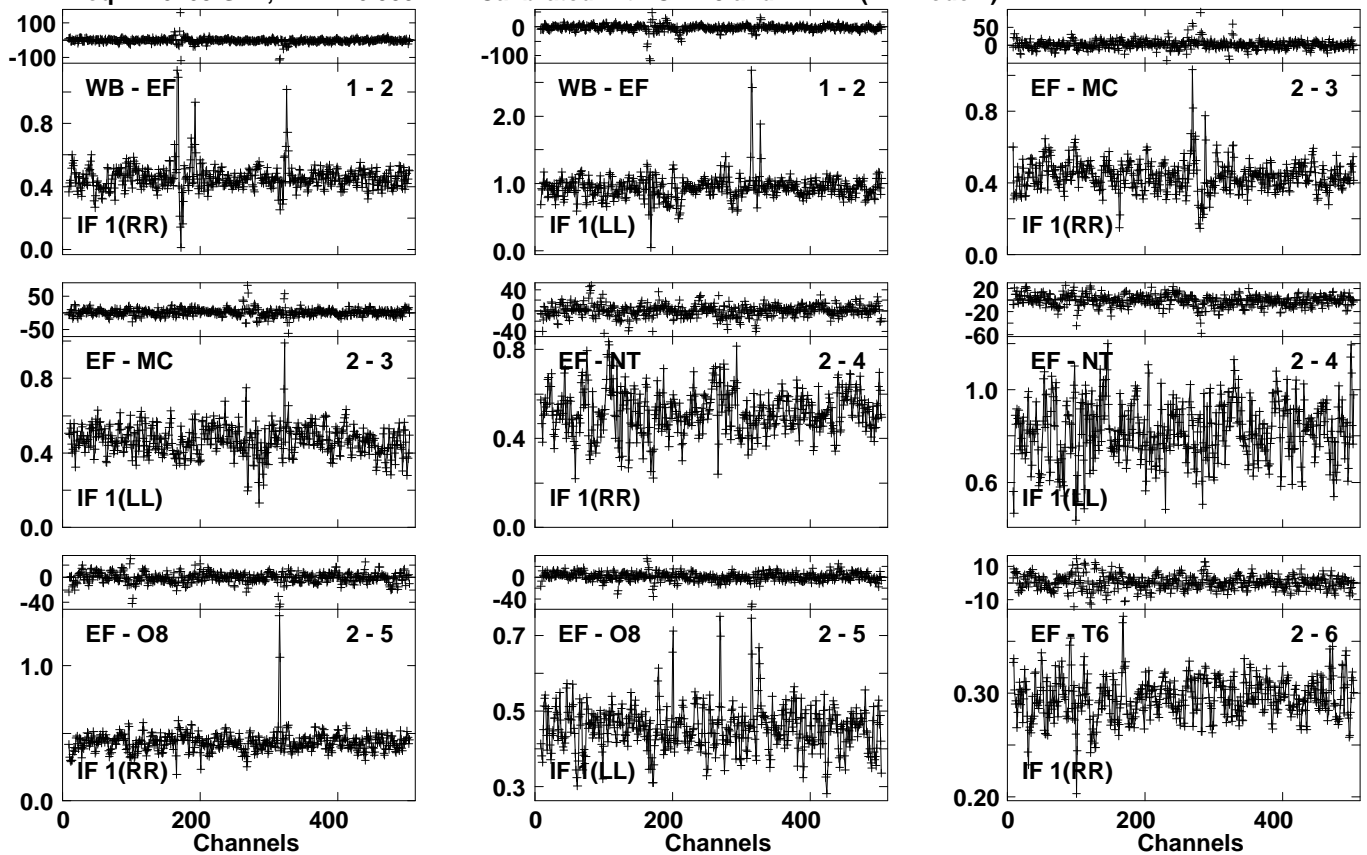 100
0
-100
WB - EF
1 - 2
0.8
0.4
0.0
IF 1(RR)
0
-100
WB - EF
1 - 2
2.0
1.0
0.0
IF 1(LL)
50
0
EF - MC
2 - 3
0.8
0.4
0.0
IF 1(RR)
50
-50
EF - MC
2 - 3
0.8
0.4
0.0
IF 1(LL)
40
0
-40
EF - NT
2 - 4
0.8
0.4
0.0
IF 1(RR)
20
-20
-60
EF - NT
2 - 4
1.0
0.6
IF 1(LL)
0
-40
EF - O8
2 - 5
1.0
0.0
IF 1(RR)
0 200 400
Channels
0
-40
EF - O8
2 - 5
0.7
0.5
0.3
IF 1(LL)
0 200 400
Channels
10
-10
EF - T6
2 - 6
0.30
0.20
IF 1(RR)
0 200 400
Channels